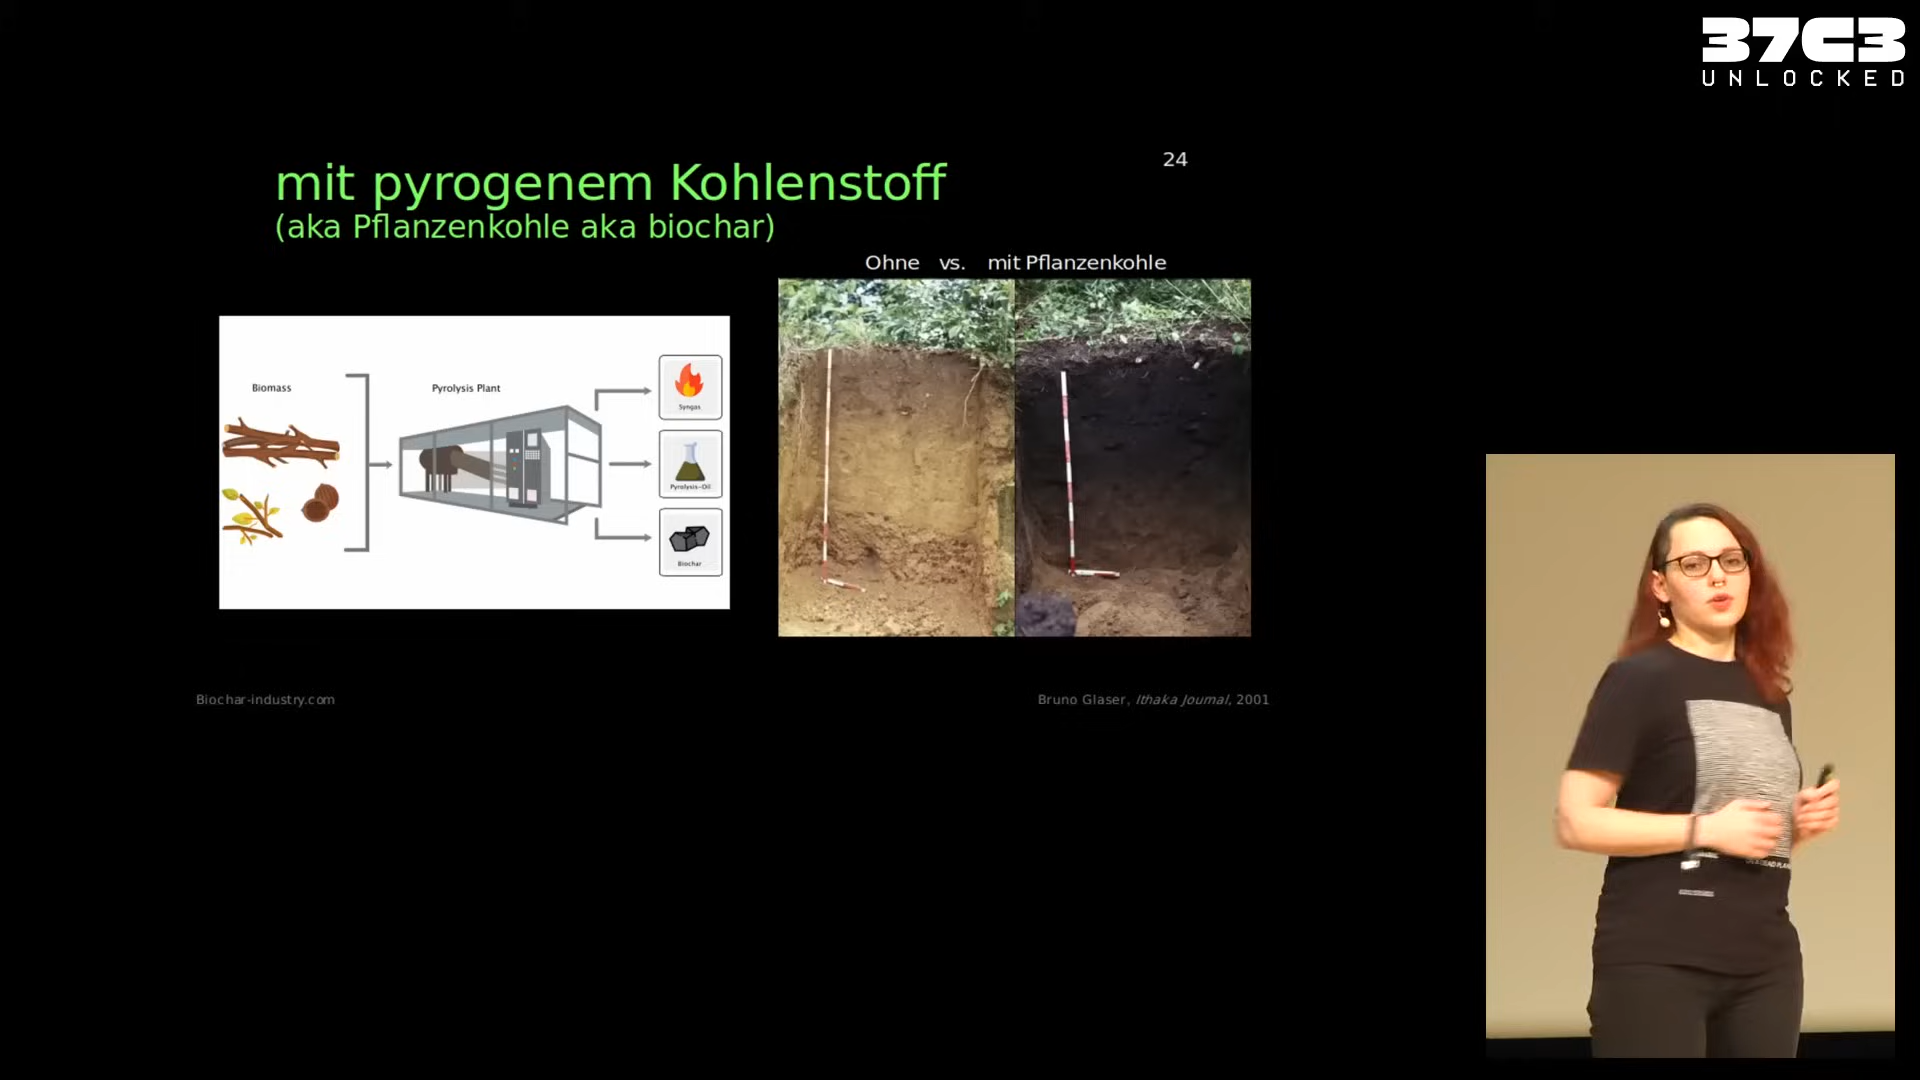 37C3
UNLOCKED
24
mit pyrogenem Kohlenstoff
(aka Pflanzenkohle aka biochar)
Ohne vs. mit Pflanzenkohle
Biomass
Pyrolysis Plant
Syngas
Pyrolysis-Oil
Biochar
Biochar-industry.com
Bruno Glaser, Ithaka Journal, 2001